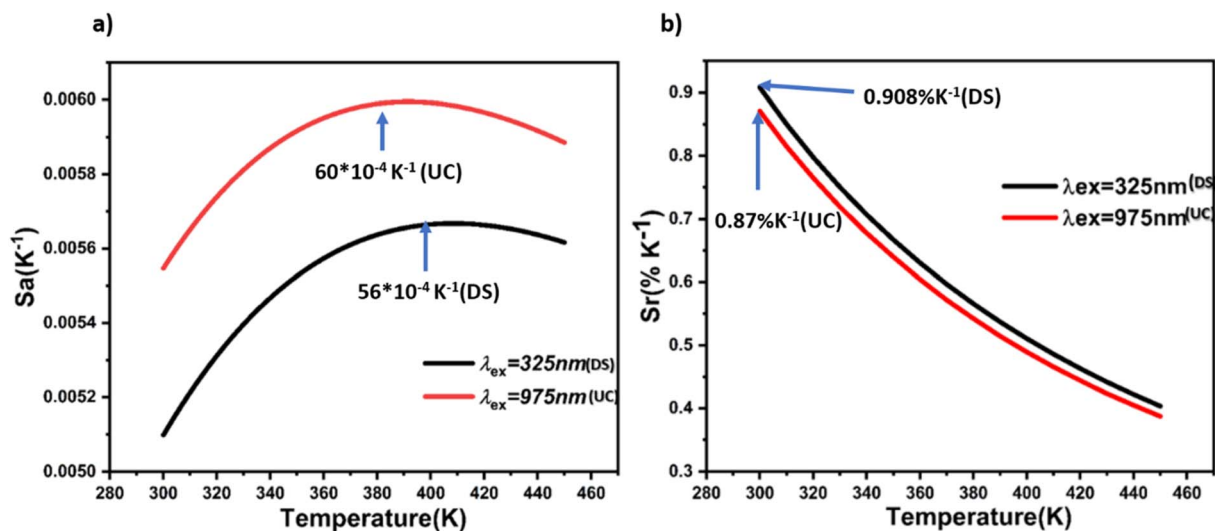 a)
Sa(K⁻¹)
0.0060
0.0058
0.0056
0.0054
0.0052
0.0050
60*10⁻⁴ K⁻¹ (UC)
56*10⁻⁴ K⁻¹(DS)
λex=325nm(DS)
λex=975nm(UC)
280 300 320 340 360 380 400 420 440 460
Temperature(K)
b)
Sr(% K⁻¹)
0.9
0.8
0.7
0.6
0.5
0.4
0.3
0.908%K⁻¹(DS)
0.87%K⁻¹(UC)
λex=325nm(DS
λex=975nm(UC)
280 300 320 340 360 380 400 420 440 460
Temperature(K)